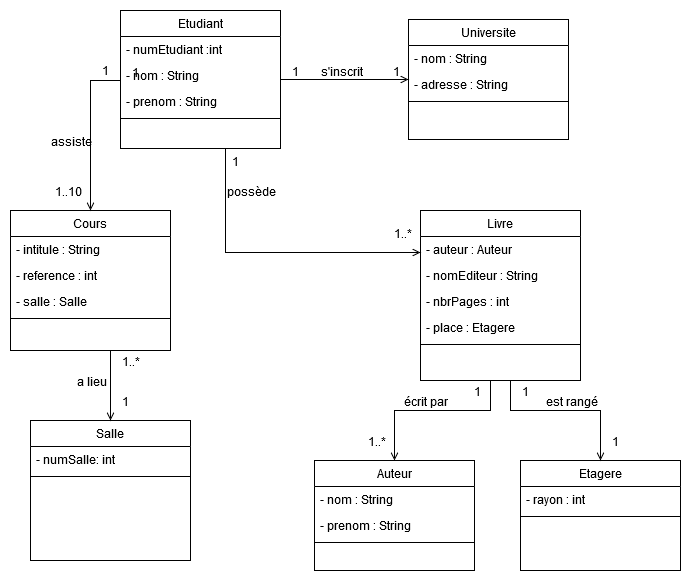 Etudiant
- numEtudiant :int
- nom : String
- prenom : String
Universite
- nom : String
- adresse : String
1
1
1
s'inscrit
1
assiste
1..10
1
possède
1..*
Cours
- intitule : String
- reference : int
- salle : Salle
Livre
- auteur : Auteur
- nomEditeur : String
- nbrPages : int
- place : Etagere
1..*
a lieu
1
Salle
- numSalle: int
1
écrit par
1..*
1
est rangé
1
Auteur
- nom : String
- prenom : String
Etagere
- rayon : int